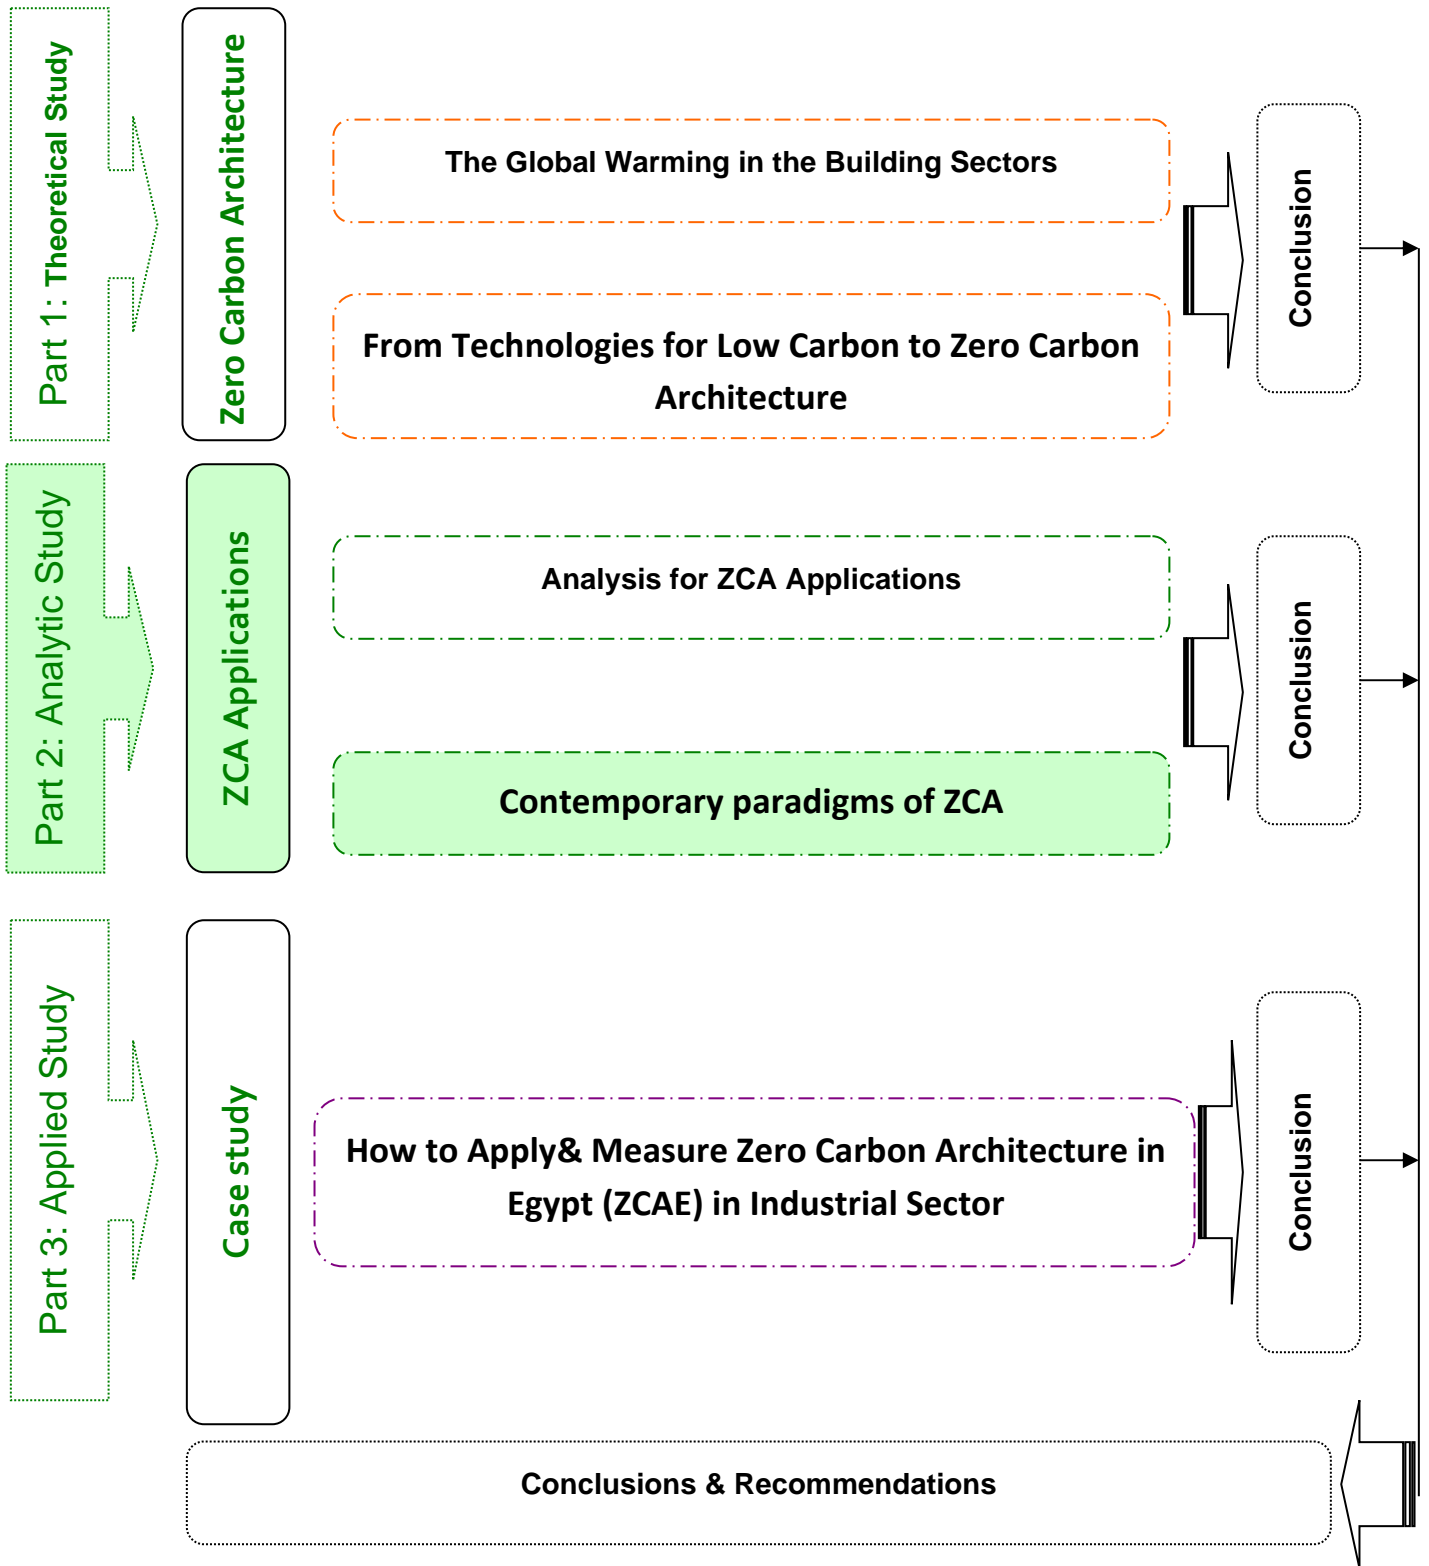 Part 1: Theoretical Study
Zero Carbon Architecture
The Global Warming in the Building Sectors
From Technologies for Low Carbon to Zero Carbon
Architecture
Conclusion
Part 2: Analytic Study
ZCA Applications
Analysis for ZCA Applications
Contemporary paradigms of ZCA
Conclusion
Part 3: Applied Study
Case study
How to Apply& Measure Zero Carbon Architecture in
Egypt (ZCAE) in Industrial Sector
Conclusion
Conclusions & Recommendations